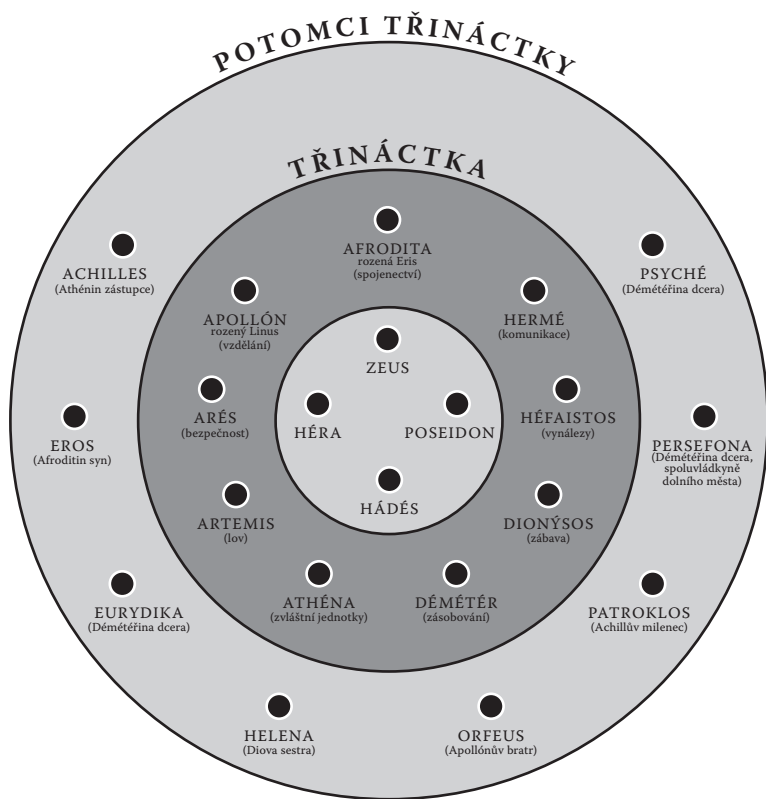 POTOMCI TŘINÁCTKY
TŘINÁCTKA
AFRODITA
rozená Eris
(spojenectví)
ACHILLES
(Athénin zástupce)
PSYCHÉ
(Démétéřina dcera)
APOLLÓN
rozený Linus
(vzdělání)
HERMÉ
(komunikace)
ZEUS
ARÉS
(bezpečnost)
HÉRA
POSEIDON
HÉFAISTOS
(vynálezy)
EROS
(Afroditin syn)
PERSEFONA
(Démétéřina dcera,
spoluvládkyně
dolního města)
HÁDÉS
ARTEMIS
(lov)
DIONÝSOS
(zábava)
ATHÉNA
(zvláštní jednotky)
DÉMÉTÉR
(zásobování)
EURYDIKA
(Démétéřina dcera)
PATROKLOS
(Achillův milenec)
HELENA
(Diova sestra)
ORFEUS
(Apollónův bratr)